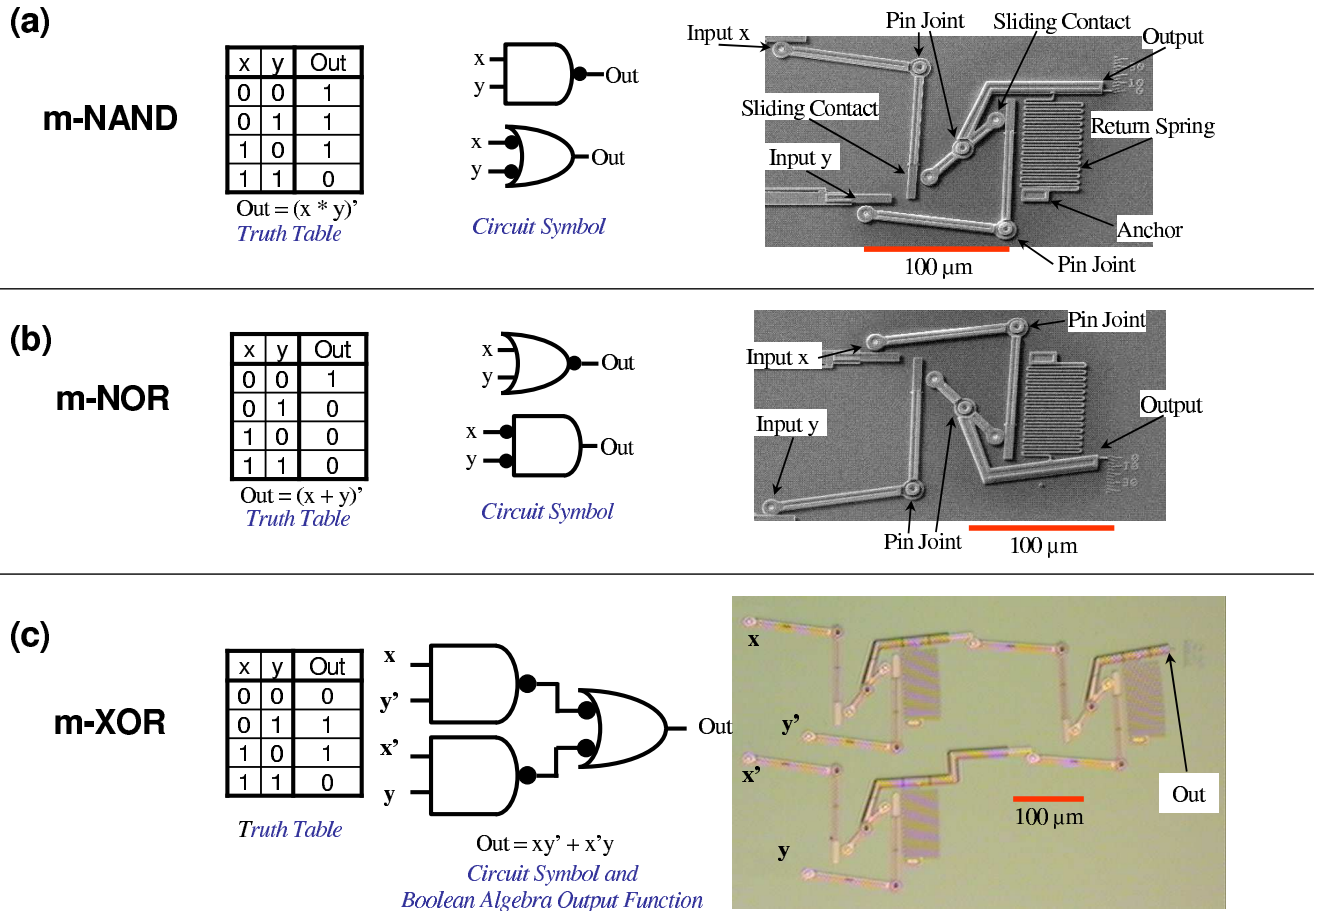 (a)
m-NAND
x y Out
0 0 1
0 1 1
1 0 1
1 1 0
Out = (x * y)’
Truth Table
x
y
Out
x
y
Out
Circuit Symbol
Input x
Pin Joint
Sliding Contact
Output
Sliding Contact
Input y
Return Spring
Anchor
Pin Joint
100 µm
(b)
m-NOR
x y Out
0 0 1
0 1 0
1 0 0
1 1 0
Out = (x + y)’
Truth Table
x
y
Out
x
y
Out
Circuit Symbol
Pin Joint
Input x
Input y
Output
Pin Joint
100 µm
(c)
m-XOR
x y Out
0 0 0
0 1 1
1 0 1
1 1 0
Truth Table
x
y’
x’
y
Out
Out = xy’ + x’y
Circuit Symbol and
Boolean Algebra Output Function
x
y’
x’
y
100 µm
Out